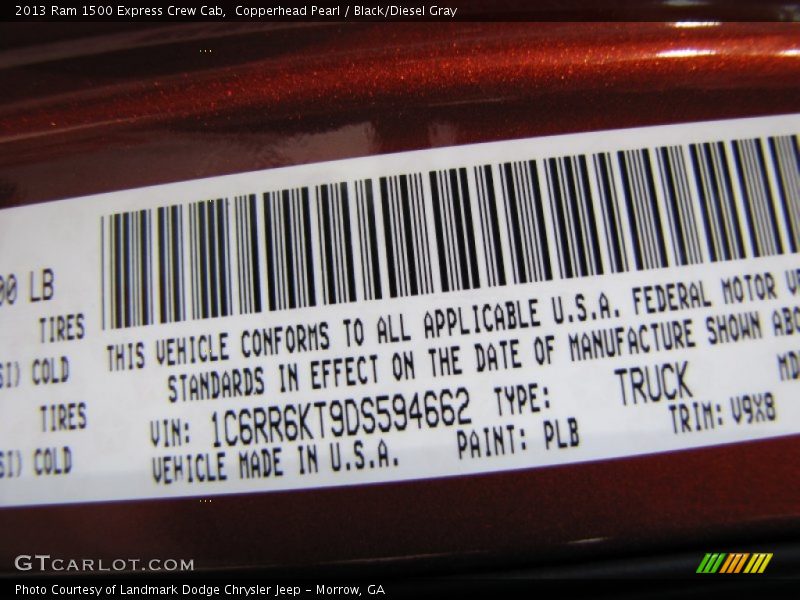 2013 Ram 1500 Express Crew Cab,  Copperhead Pearl / Black/Diesel Gray
LB
TIRES
COLD
TIRES
COLD
THIS VEHICLE CONFORMS TO ALL APPLICABLE U.S.A. FEDERAL MOTOR
STANDARDS IN EFFECT ON THE DATE OF MANUFACTURE SHOWN
VIN: 1C6RR6KT9DS594662 TYPE: TRUCK
VEHICLE MADE IN U.S.A. PAINT: PLB TRIM: V9X8
GTCARLOT.COM
Photo Courtesy of Landmark Dodge Chrysler Jeep - Morrow, GA